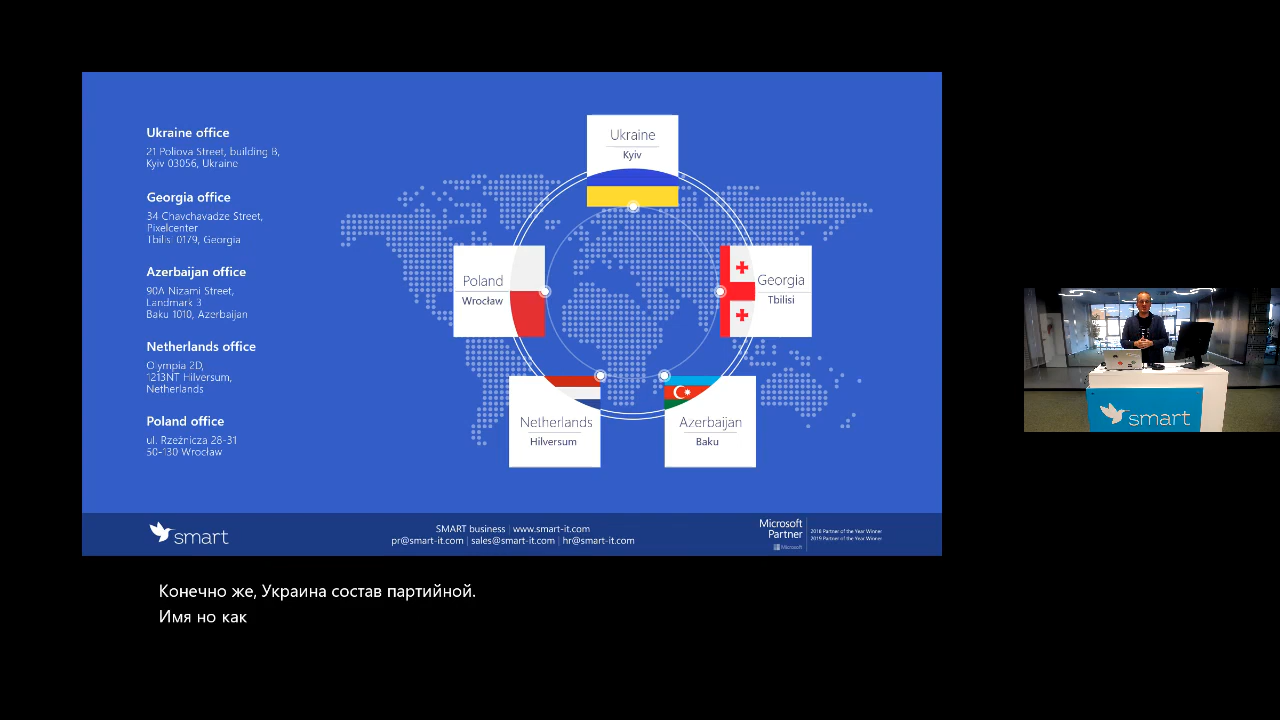 Ukraine office
21 Poliova Street, building B,
Kyiv 03056, Ukraine
Georgia office
34 Chavchavadze Street,
Pixelcenter
Tbilisi 0179, Georgia
Azerbaijan office
90A Nizami Street,
Landmark 3
Baku 1010, Azerbaijan
Netherlands office
Olympia 2D,
1213NT Hilversum,
Netherlands
Poland office
ul. Rzeźnicza 28-31
50-130 Wrocław
Ukraine
Kyiv
Poland
Wrocław
Georgia
Tbilisi
Netherlands
Hilversum
Azerbaijan
Baku
smart
SMART business | www.smart-it.com
pr@smart-it.com | sales@smart-it.com | hr@smart-it.com
Microsoft
Partner
Microsoft
2018 Partner of the Year Winner
2019 Partner of the Year Winner
smart
Конечно же, Украина состав партийной.
Имя но как